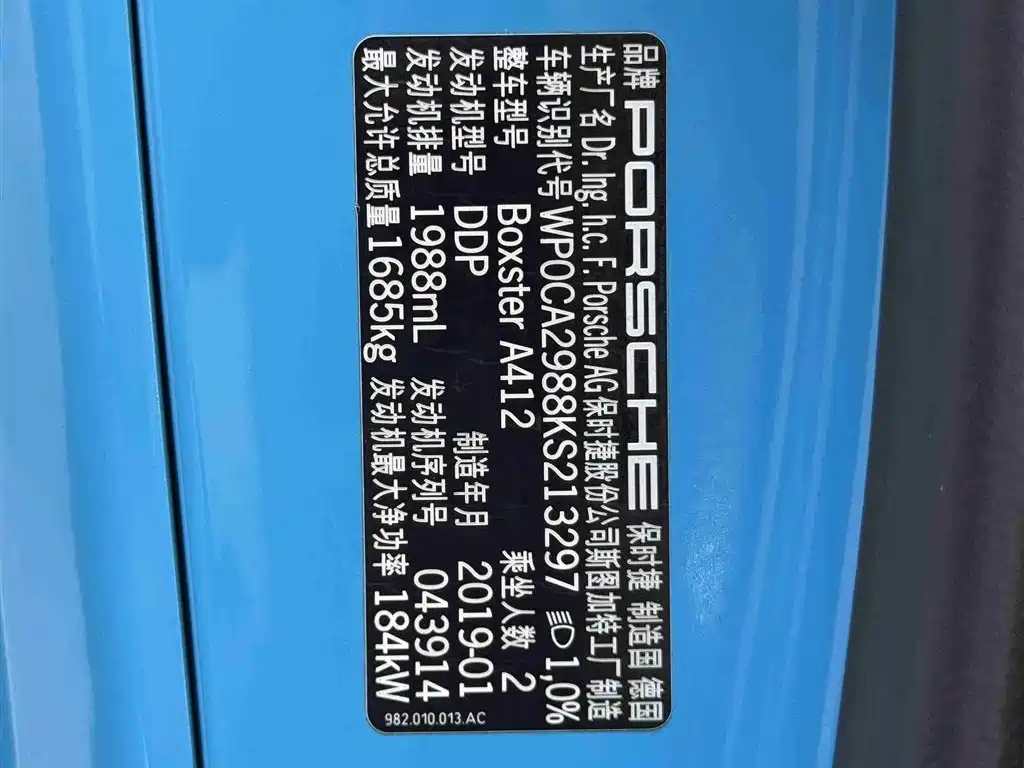 品牌 PORSCHE 保时捷 制造国 德国
生产厂名 Dr. Ing. h.c. F. Porsche AG 保时捷股份公司斯图加特工厂 制造
车辆识别代号 WP0CA2988KS213297 1,0%
整车型号 Boxster A412 乘坐人数 2
发动机型号 DDP 制造年月 2019-01
发动机排量 1988mL 发动机序列号 043914
最大允许总质量 1685kg 发动机最大净功率 184kW
982.010.013.AC